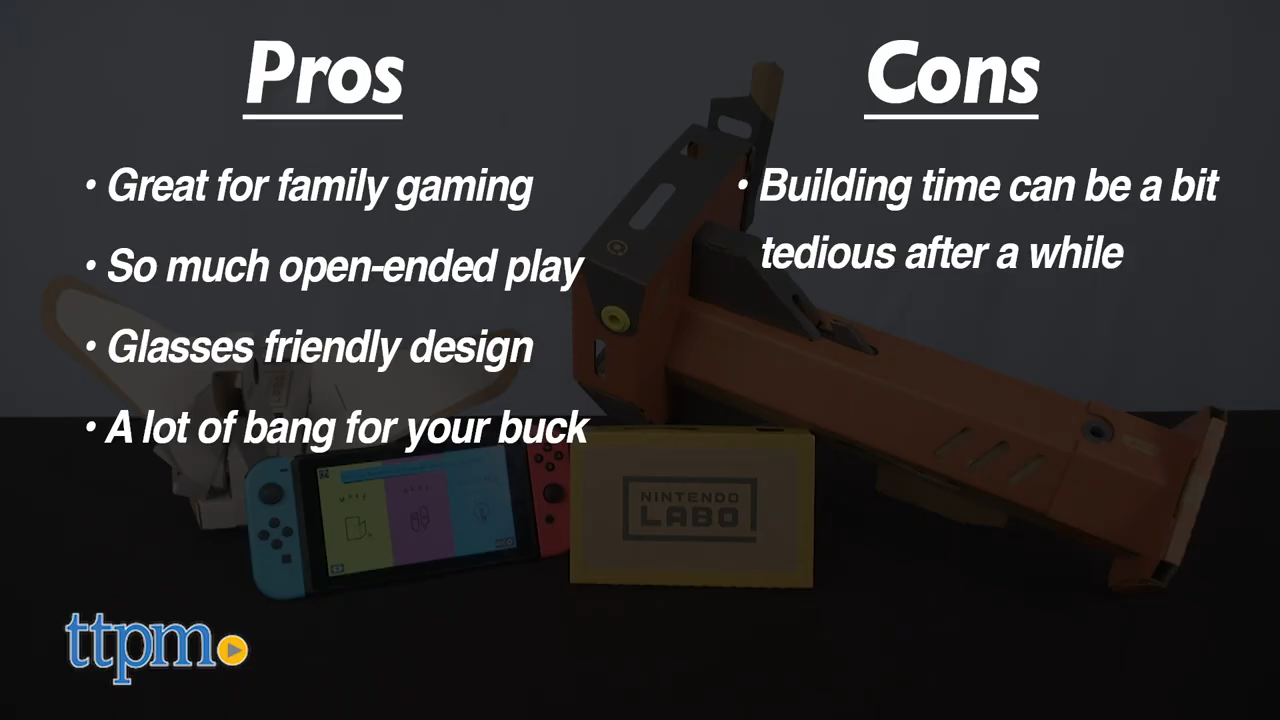 Pros
• Great for family gaming
• So much open-ended play
• Glasses friendly design
• A lot of bang for your buck
Cons
• Building time can be a bit
tedious after a while
NINTENDO
LABO
ttpm